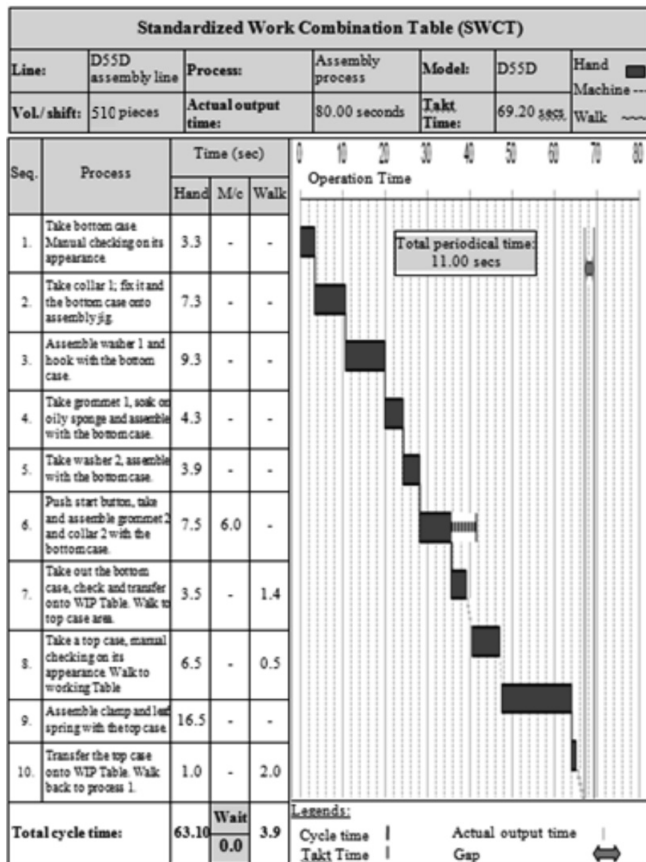 Standardized Work Combination Table (SWCT)
Line: D55D assembly line Process: Assembly process Model: D55D Hand
Machine
Vol./ shift: 510 pieces Actual output time: 80.00 seconds Takt Time: 69.20 secs Walk
Seq. Process Time (sec) 0 10 20 30 40 50 60 70 80
Operation Time
Hand M/c Walk
Total periodical time:
11.00 secs
1. Take bottom case.
Manual checking on its
appearance.
3.3 - -
2. Take collar 1; fix it and
the bottom case onto
assembly jig.
7.3 - -
3. Assemble washer 1 and
hook with the bottom
case.
9.3 - -
4. Take grommet 1, soak on
oily sponge and assemble
with the bottom case.
4.3 - -
5. Take washer 2, assemble
with the bottom case.
3.9 - -
6. Push start button, take
and assemble grommet 2
and collar 2 with the
bottom case.
7.5 6.0 -
7. Take out the bottom
case, check and transfer
onto WIP Table. Walk to
top case area.
3.5 - 1.4
8. Take a top case, manual
checking on its
appearance. Walk to
working Table
6.5 - 0.5
9. Assemble clamp and leaf
spring with the top case.
16.5 - -
10. Transfer the top case
onto WIP Table. Walk
back to process 1.
1.0 - 2.0
Total cycle time: 63.10 Wait 0.0 3.9
Legends:
Cycle time Actual output time
Takt Time Gap